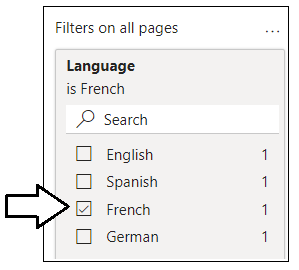 Filters on all pages ...
Language
is French
Search
English 1
Spanish 1
French 1
German 1